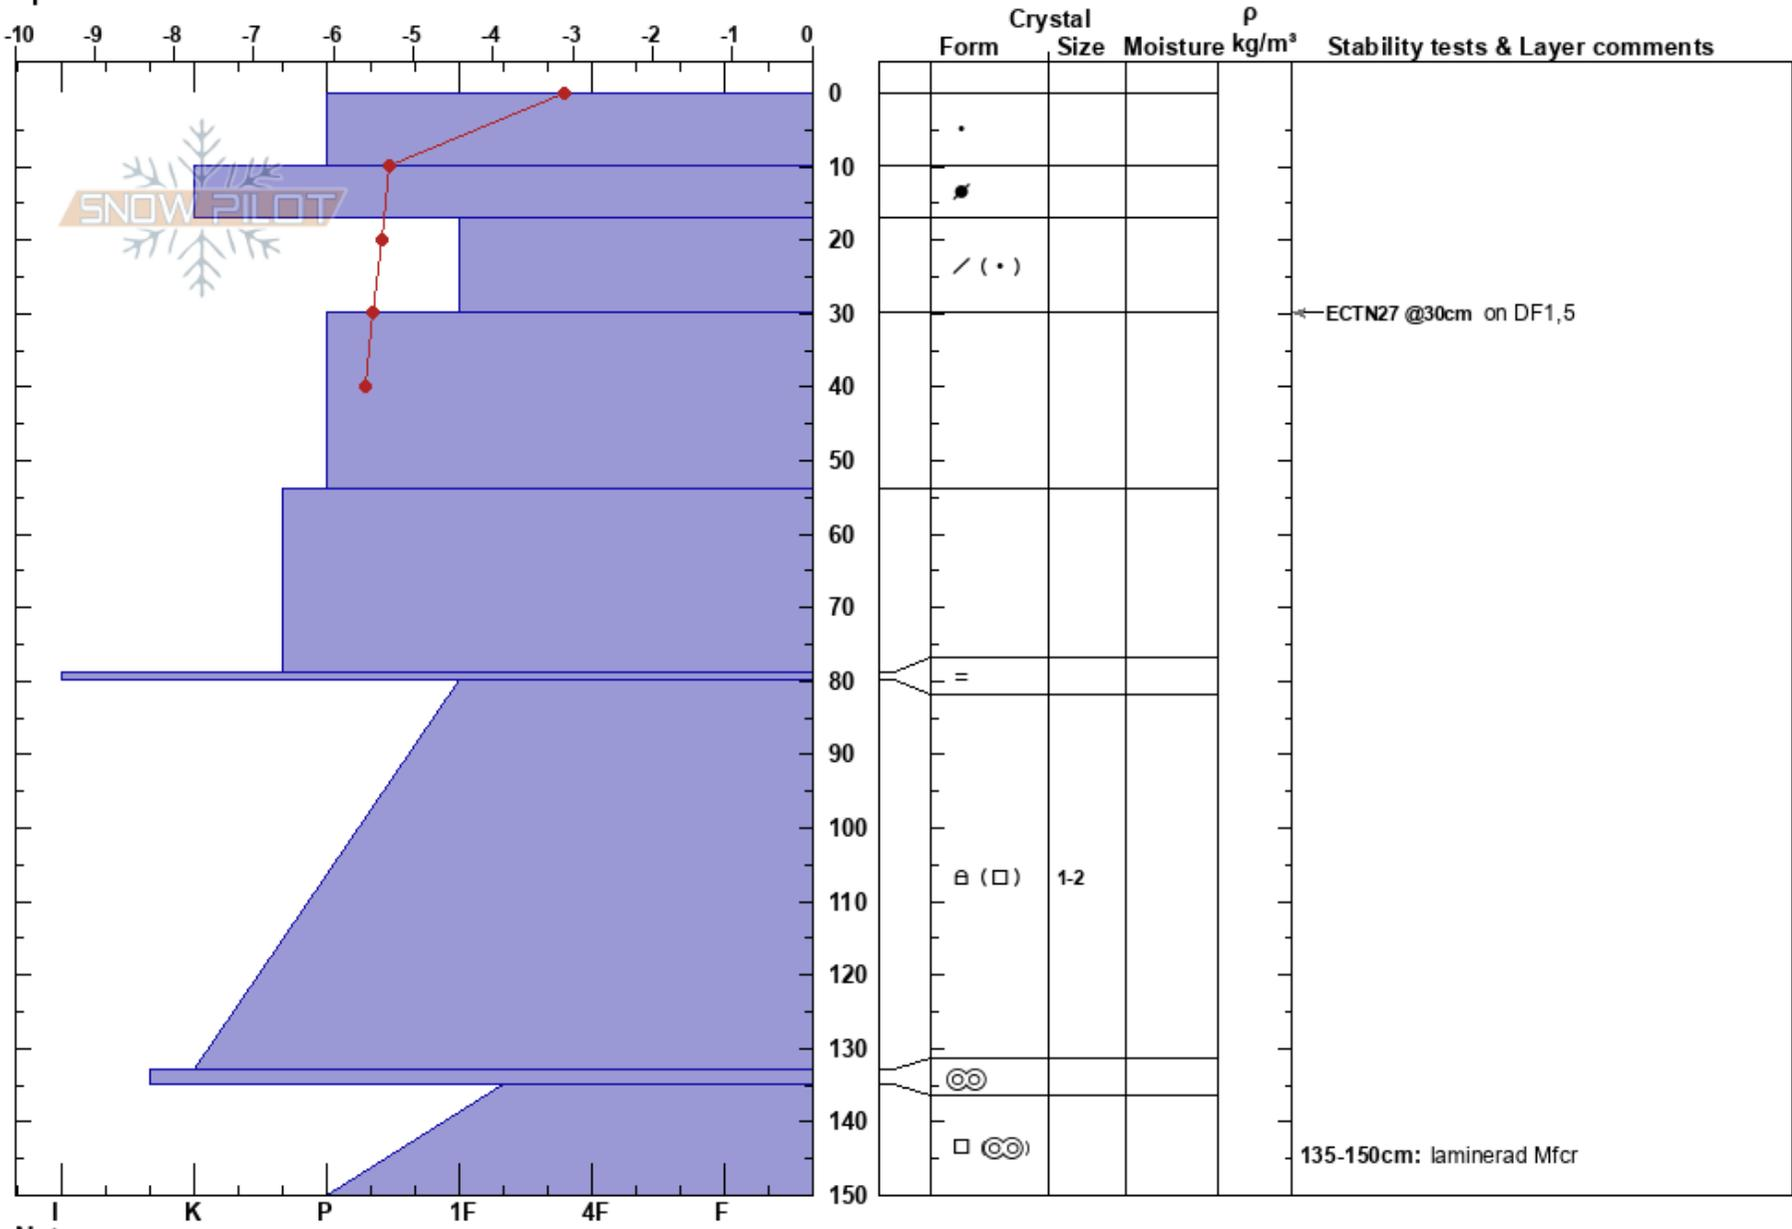 Crystal ρ
-10 -9 -8 -7 -6 -5 -4 -3 -2 -1 0 Form Size Moisture kg/m³ Stability tests & Layer comments
0
•
10
SNOW PILOT
20
/ ( • )
30 ECTN27 @30cm on DF1,5
40
50
60
70
=
80
90
100
1-2
110
120
130
140
135-150cm: laminerad Mfcr
150
I K P 1F 4F F